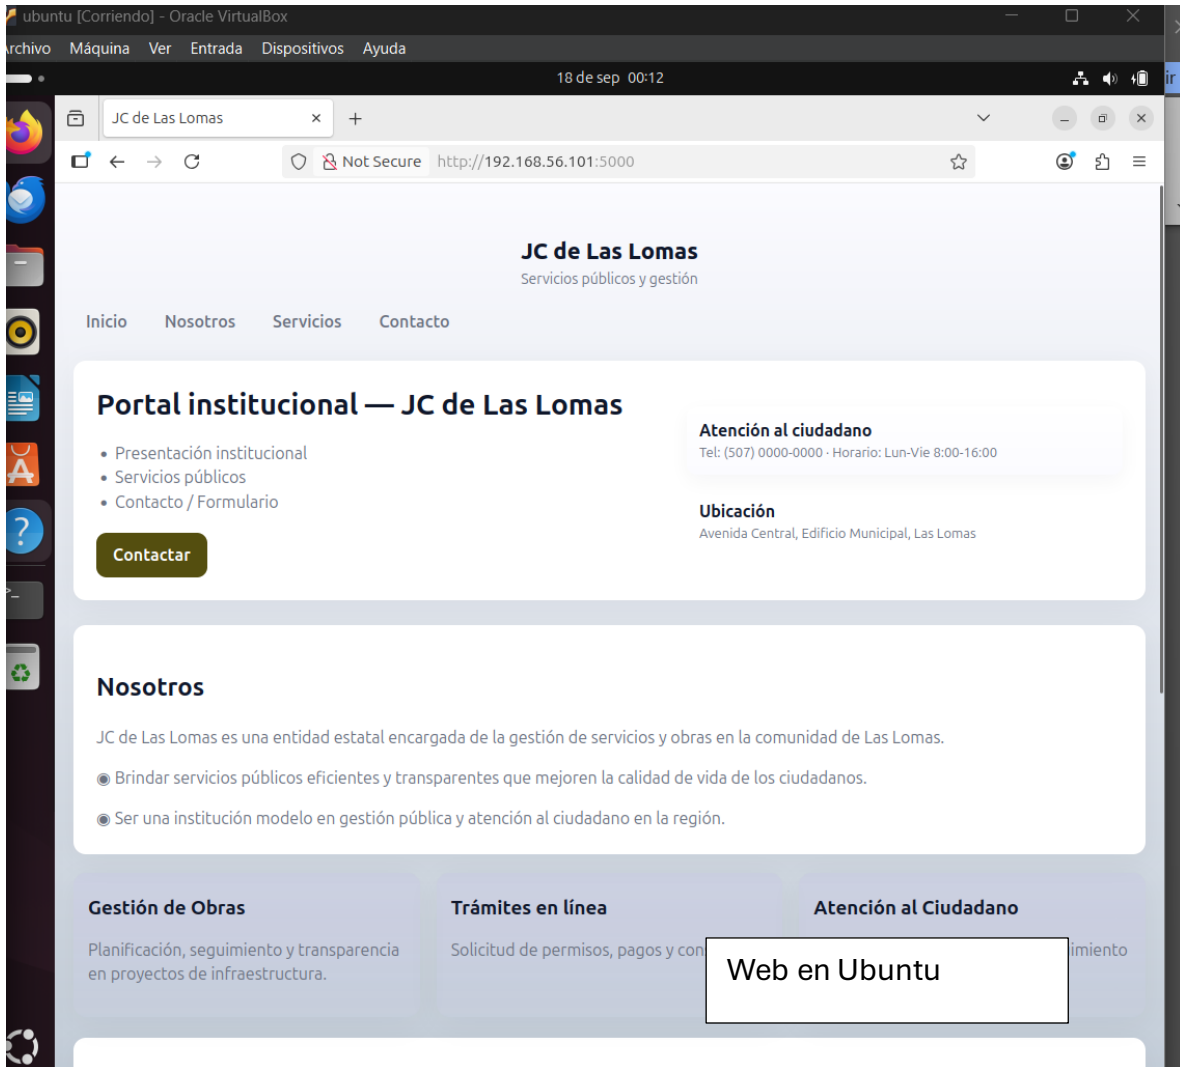 ubuntu [Corriendo] - Oracle VirtualBox
Archivo Máquina Ver Entrada Dispositivos Ayuda
18 de sep 00:12
ir
JC de Las Lomas
Not Secure http://192.168.56.101:5000
JC de Las Lomas
Servicios públicos y gestión
Inicio Nosotros Servicios Contacto
Portal institucional — JC de Las Lomas
• Presentación institucional
• Servicios públicos
• Contacto / Formulario
Contactar
Atención al ciudadano
Tel: (507) 0000-0000 · Horario: Lun-Vie 8:00-16:00
Ubicación
Avenida Central, Edificio Municipal, Las Lomas
Nosotros
JC de Las Lomas es una entidad estatal encargada de la gestión de servicios y obras en la comunidad de Las Lomas.
◉ Brindar servicios públicos eficientes y transparentes que mejoren la calidad de vida de los ciudadanos.
◉ Ser una institución modelo en gestión pública y atención al ciudadano en la región.
Gestión de Obras
Planificación, seguimiento y transparencia
en proyectos de infraestructura.
Trámites en línea
Solicitud de permisos, pagos y con
Atención al Ciudadano
imiento
Web en Ubuntu